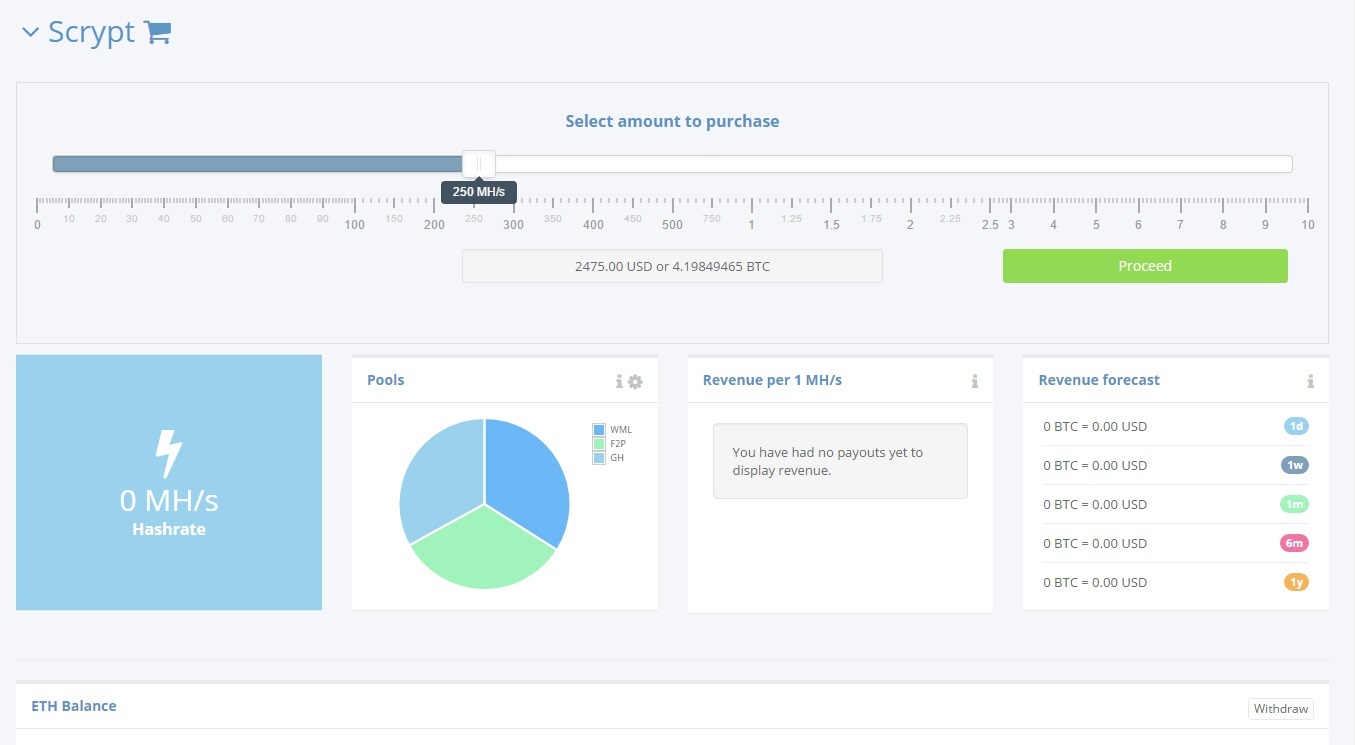 Scrypt
Select amount to purchase
250 MH/s
10 20 30 40 50 60 70 80 90 150 250 350 450 750 1.25 1.75 2.25
0 100 200 300 400 500 1 1.5 2 2.5 3 4 5 6 7 8 9 10
2475.00 USD or 4.19849465 BTC
Proceed
0 MH/s
Hashrate
Pools
WML
F2P
GH
Revenue per 1 MH/s
You have had no payouts yet to
display revenue.
Revenue forecast
0 BTC = 0.00 USD 1d
0 BTC = 0.00 USD 1w
0 BTC = 0.00 USD 1m
0 BTC = 0.00 USD 6m
0 BTC = 0.00 USD 1y
ETH Balance
Withdraw